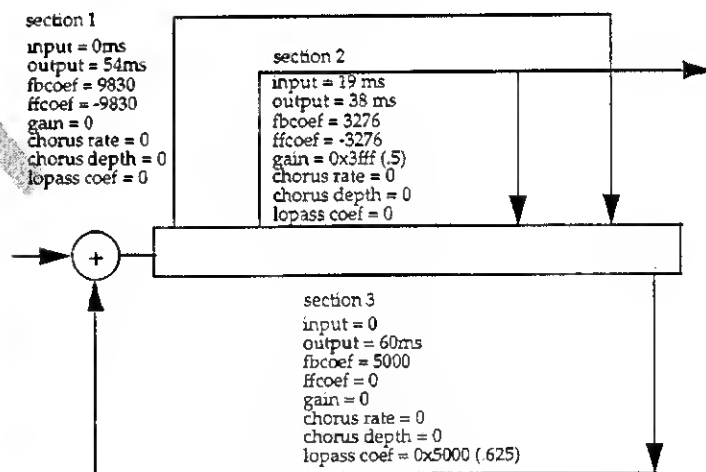 section 1
input = 0ms
output = 54ms
fbcoef = 9830
ffcoef = -9830
gain = 0
chorus rate = 0
chorus depth = 0
lopass coef = 0
section 2
input = 19 ms
output = 38 ms
fbcoef = 3276
ffcoef = -3276
gain = 0x3fff (.5)
chorus rate = 0
chorus depth = 0
lopass coef = 0
+
section 3
input = 0
output = 60ms
fbcoef = 5000
ffcoef = 0
gain = 0
chorus rate = 0
chorus depth = 0
lopass coef = 0x5000 (.625)